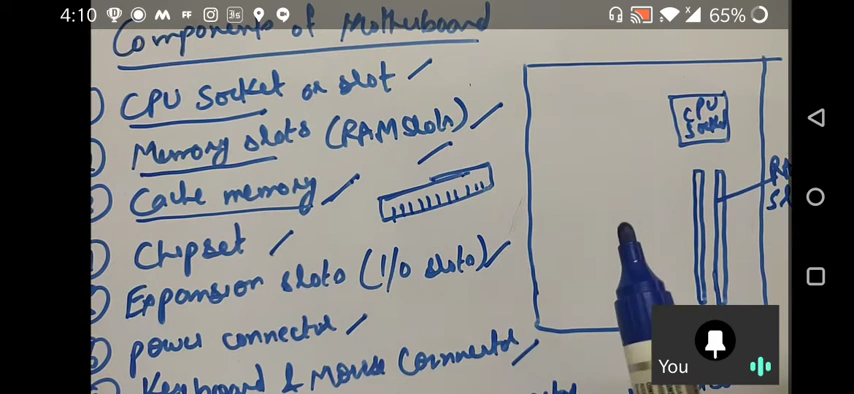 4:10
65%
Components of Motherboard
CPU Socket or slot
Memory slots (RAM Slots)
Cache memory
Chipset
Expansion slots (I/o slots)
power connector
Keyboard & Mouse Connector
CPU
Socket
You